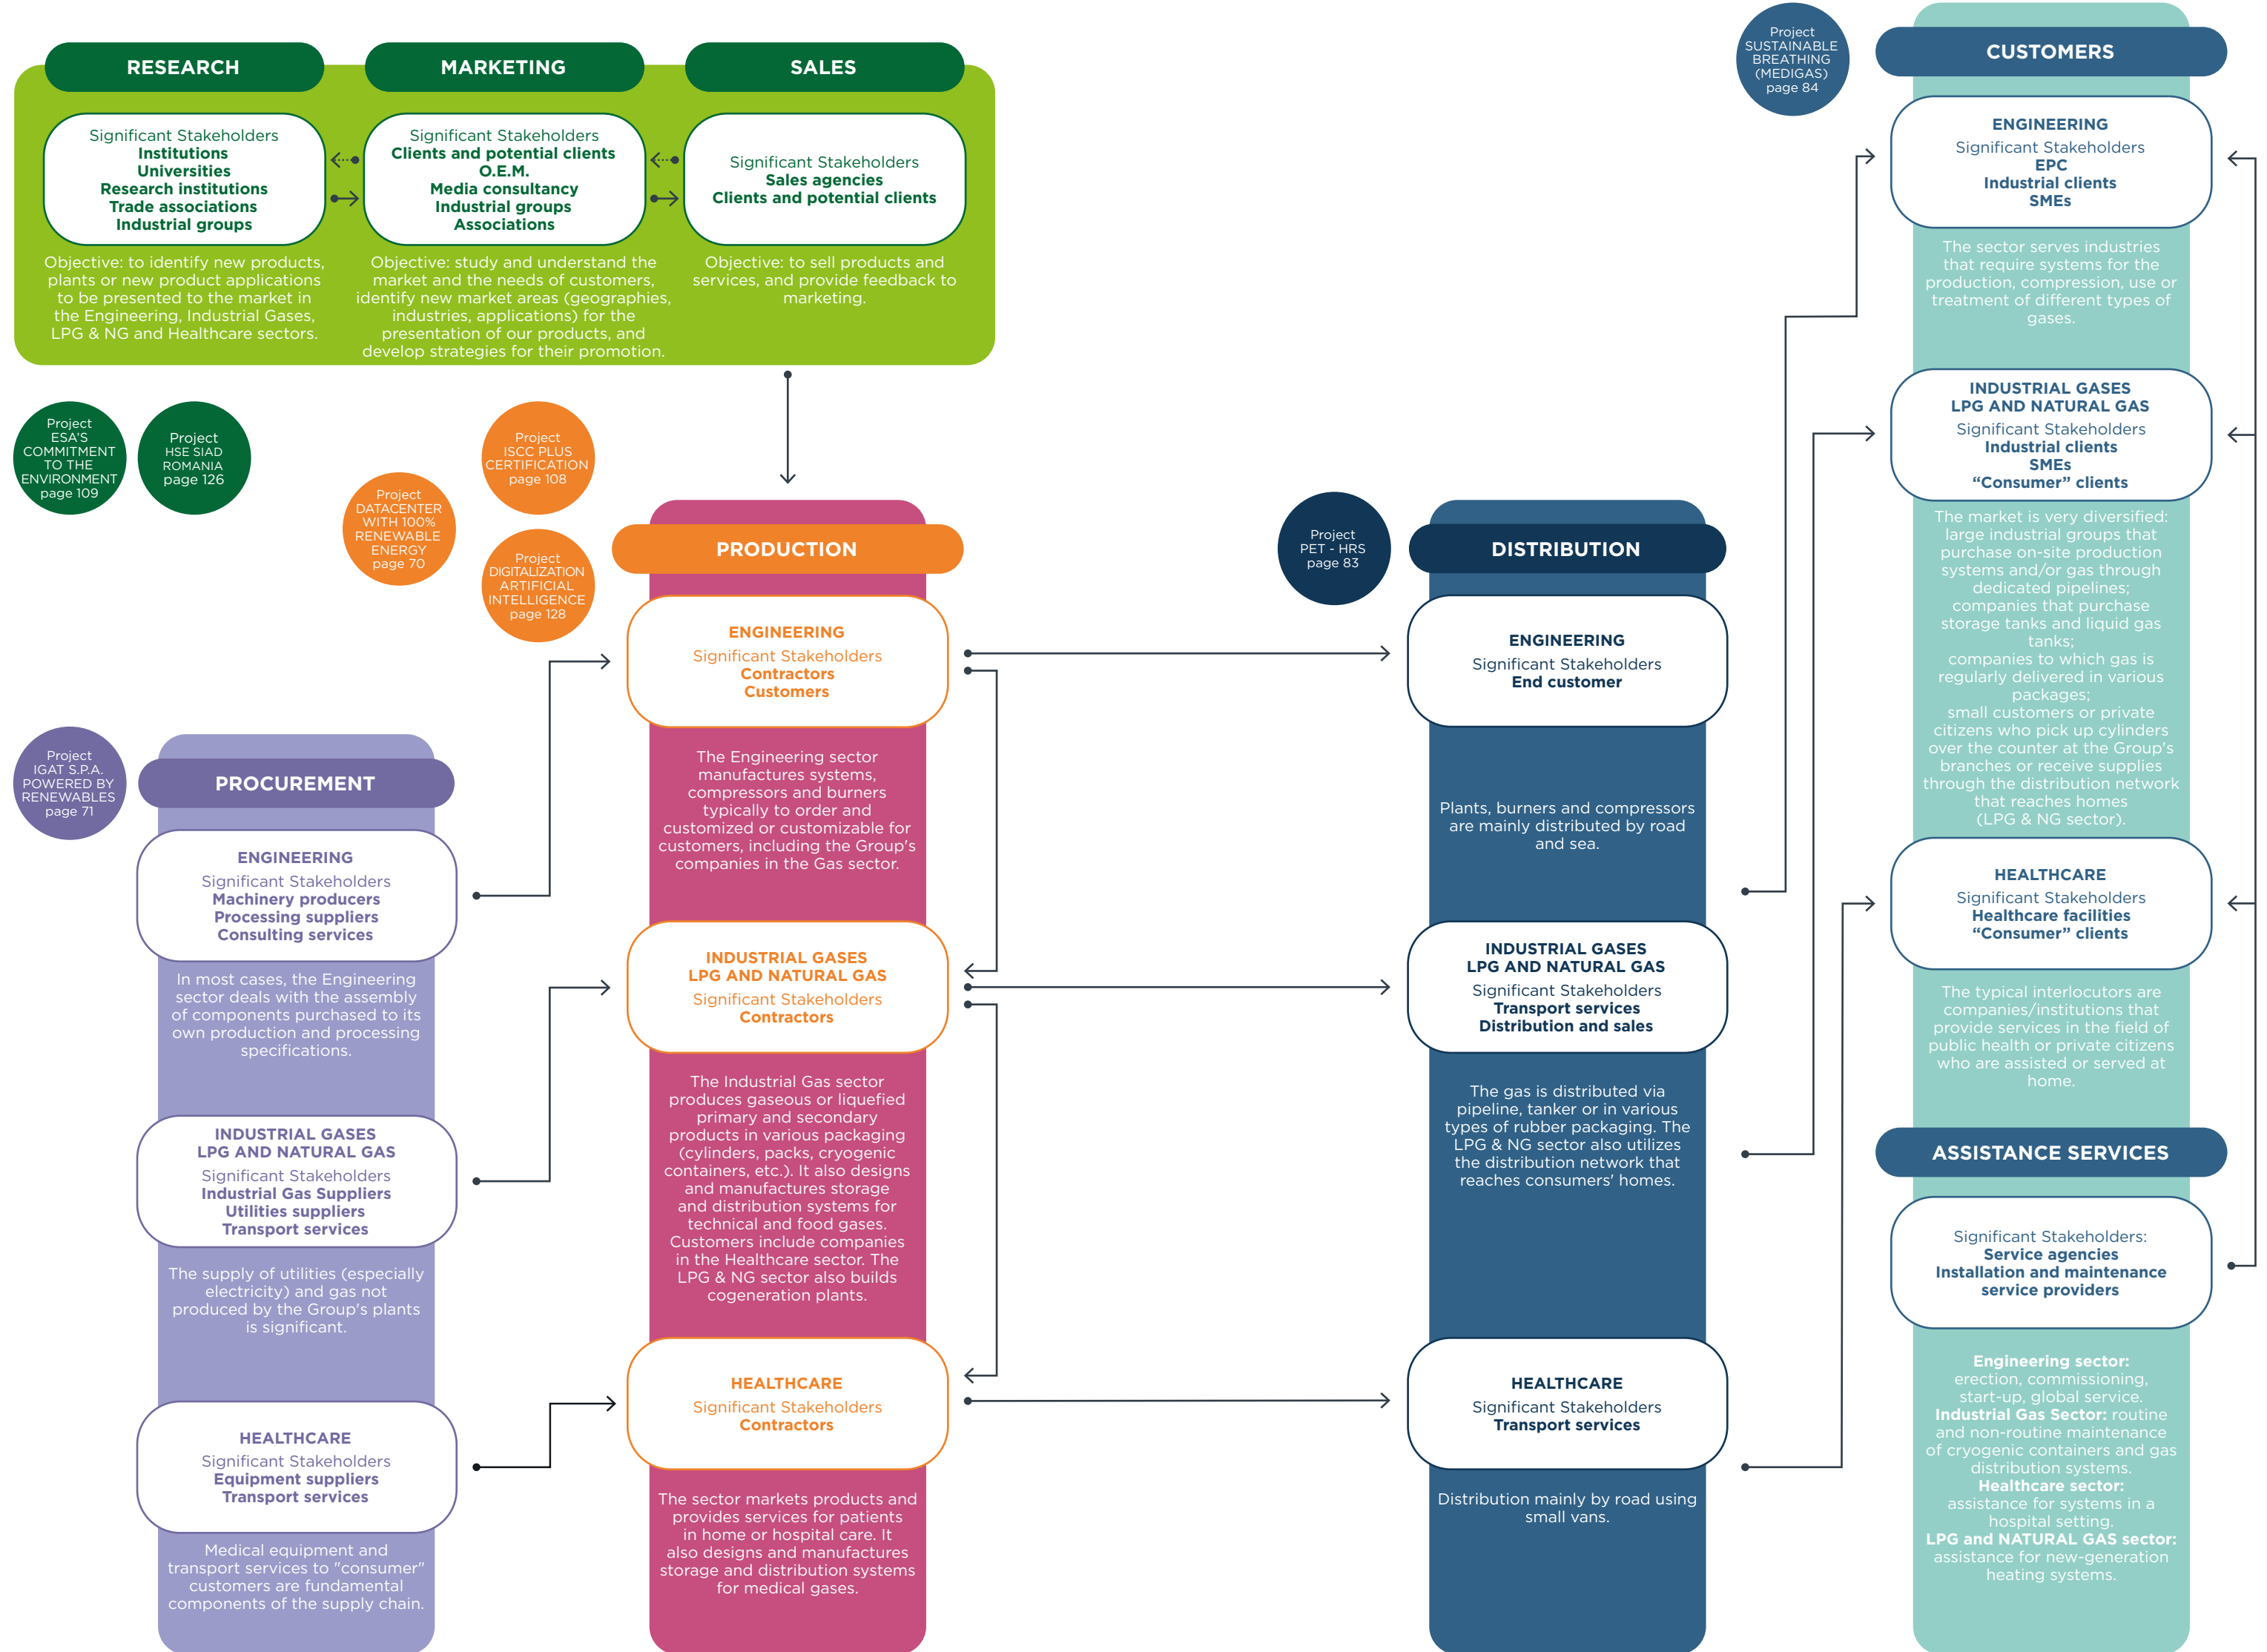 RESEARCH
Significant Stakeholders
Institutions
Universities
Research institutions
Trade associations
Industrial groups
Objective: to identify new products,
plants or new product applications
to be presented to the market in
the Engineering, Industrial Gases,
LPG & NG and Healthcare sectors.
MARKETING
Significant Stakeholders
Clients and potential clients
O.E.M.
Media consultancy
Industrial groups
Associations
Objective: study and understand the
market and the needs of customers,
identify new market areas (geographies,
industries, applications) for the
presentation of our products, and
develop strategies for their promotion.
SALES
Significant Stakeholders
Sales agencies
Clients and potential clients
Objective: to sell products and
services, and provide feedback to
marketing.
Project
ESA'S
COMMITMENT
TO THE
ENVIRONMENT
page 109
Project
HSE SIAD
ROMANIA
page 126
Project
DATACENTER
WITH 100%
RENEWABLE
ENERGY
page 70
Project
ISCC PLUS
CERTIFICATION
page 108
Project
DIGITALIZATION
ARTIFICIAL
INTELLIGENCE
page 128
Project
IGAT S.P.A.
POWERED BY
RENEWABLES
page 71
PROCUREMENT
ENGINEERING
Significant Stakeholders
Machinery producers
Processing suppliers
Consulting services
In most cases, the Engineering
sector deals with the assembly
of components purchased to its
own production and processing
specifications.
INDUSTRIAL GASES
LPG AND NATURAL GAS
Significant Stakeholders
Industrial Gas Suppliers
Utilities suppliers
Transport services
The supply of utilities (especially
electricity) and gas not
produced by the Group's plants
is significant.
HEALTHCARE
Significant Stakeholders
Equipment suppliers
Transport services
Medical equipment and
transport services to "consumer"
customers are fundamental
components of the supply chain.
PRODUCTION
ENGINEERING
Significant Stakeholders
Contractors
Customers
The Engineering sector
manufactures systems,
compressors and burners
typically to order and
customized or customizable for
customers, including the Group's
companies in the Gas sector.
INDUSTRIAL GASES
LPG AND NATURAL GAS
Significant Stakeholders
Contractors
The Industrial Gas sector
produces gaseous or liquefied
primary and secondary
products in various packaging
(cylinders, packs, cryogenic
containers, etc.). It also designs
and manufactures storage
and distribution systems for
technical and food gases.
Customers include companies
in the Healthcare sector. The
LPG & NG sector also builds
cogeneration plants.
HEALTHCARE
Significant Stakeholders
Contractors
The sector markets products and
provides services for patients
in home or hospital care. It
also designs and manufactures
storage and distribution systems
for medical gases.
Project
PET - HRS
page 83
DISTRIBUTION
ENGINEERING
Significant Stakeholders
End customer
Plants, burners and compressors
are mainly distributed by road
and sea.
INDUSTRIAL GASES
LPG AND NATURAL GAS
Significant Stakeholders
Transport services
Distribution and sales
The gas is distributed via
pipeline, tanker or in various
types of rubber packaging. The
LPG & NG sector also utilizes
the distribution network that
reaches consumers' homes.
HEALTHCARE
Significant Stakeholders
Transport services
Distribution mainly by road using
small vans.
Project
SUSTAINABLE
BREATHING
(MEDIGAS)
page 84
CUSTOMERS
ENGINEERING
Significant Stakeholders
EPC
Industrial clients
SMEs
The sector serves industries
that require systems for the
production, compression, use or
treatment of different types of
gases.
INDUSTRIAL GASES
LPG AND NATURAL GAS
Significant Stakeholders
Industrial clients
SMEs
“Consumer” clients
The market is very diversified:
large industrial groups that
purchase on-site production
systems and/or gas through
dedicated pipelines;
companies that purchase
storage tanks and liquid gas
tanks;
companies to which gas is
regularly delivered in various
packages;
small customers or private
citizens who pick up cylinders
over the counter at the Group's
branches or receive supplies
through the distribution network
that reaches homes
(LPG & NG sector).
HEALTHCARE
Significant Stakeholders
Healthcare facilities
“Consumer” clients
The typical interlocutors are
companies/institutions that
provide services in the field of
public health or private citizens
who are assisted or served at
home.
ASSISTANCE SERVICES
Significant Stakeholders:
Service agencies
Installation and maintenance
service providers
Engineering sector:
erection, commissioning,
start-up, global service.
Industrial Gas Sector: routine
and non-routine maintenance
of cryogenic containers and gas
distribution systems.
Healthcare sector:
assistance for systems in a
hospital setting.
LPG and NATURAL GAS sector:
assistance for new-generation
heating systems.